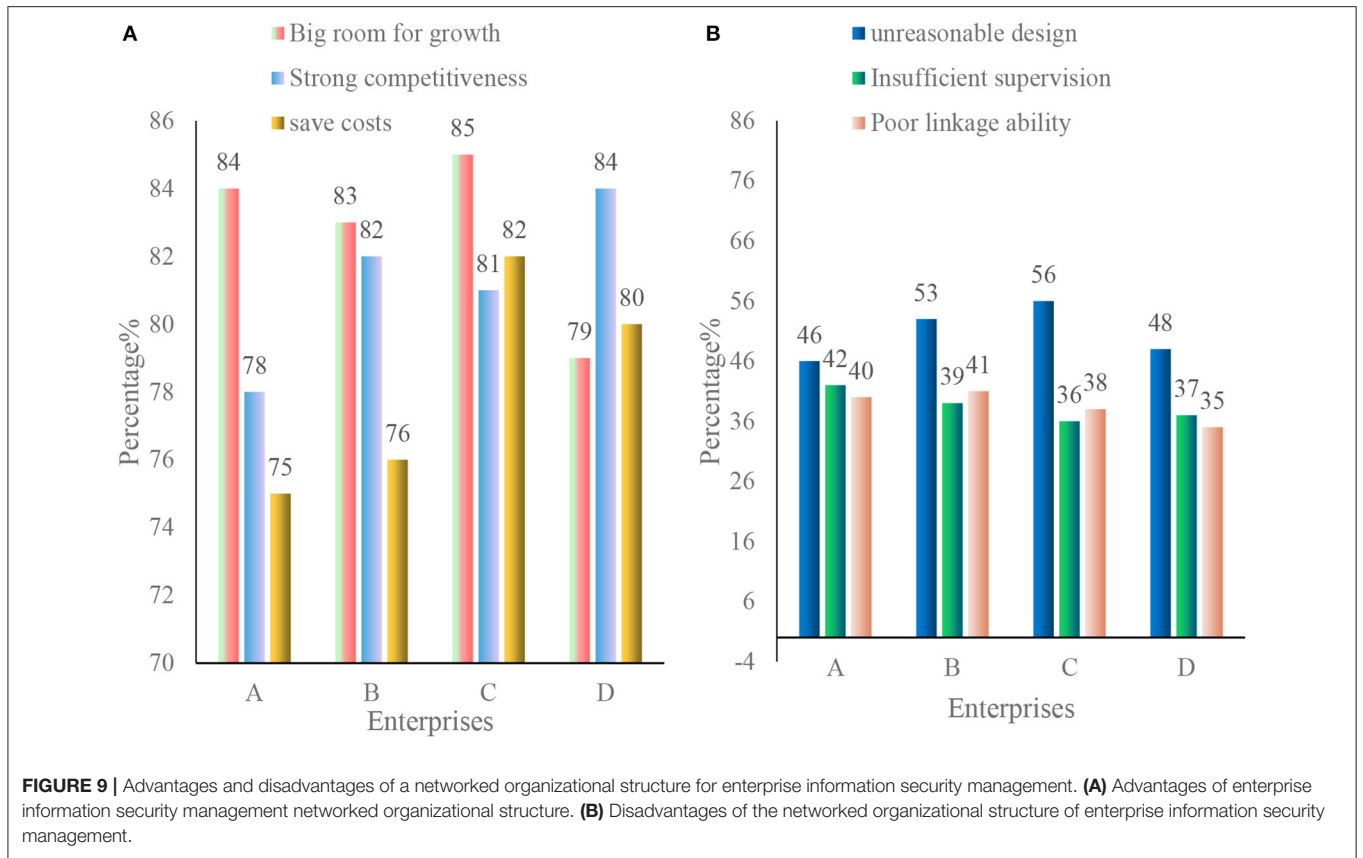 A
Big room for growth
Strong competitiveness
save costs
Percentage%
86
84
82
80
78
76
74
72
70
84
78
75
83
82
76
85
81
82
79
84
80
A B C D
Enterprises
B
unreasonable design
Insufficient supervision
Poor linkage ability
Percentage%
86
76
66
56
46
36
26
16
6
-4
46
42
40
53
39
41
56
36
38
48
37
35
A B C D
Enterprises
FIGURE 9 | Advantages and disadvantages of a networked organizational structure for enterprise information security management. (A) Advantages of enterprise
information security management networked organizational structure. (B) Disadvantages of the networked organizational structure of enterprise information security
management.